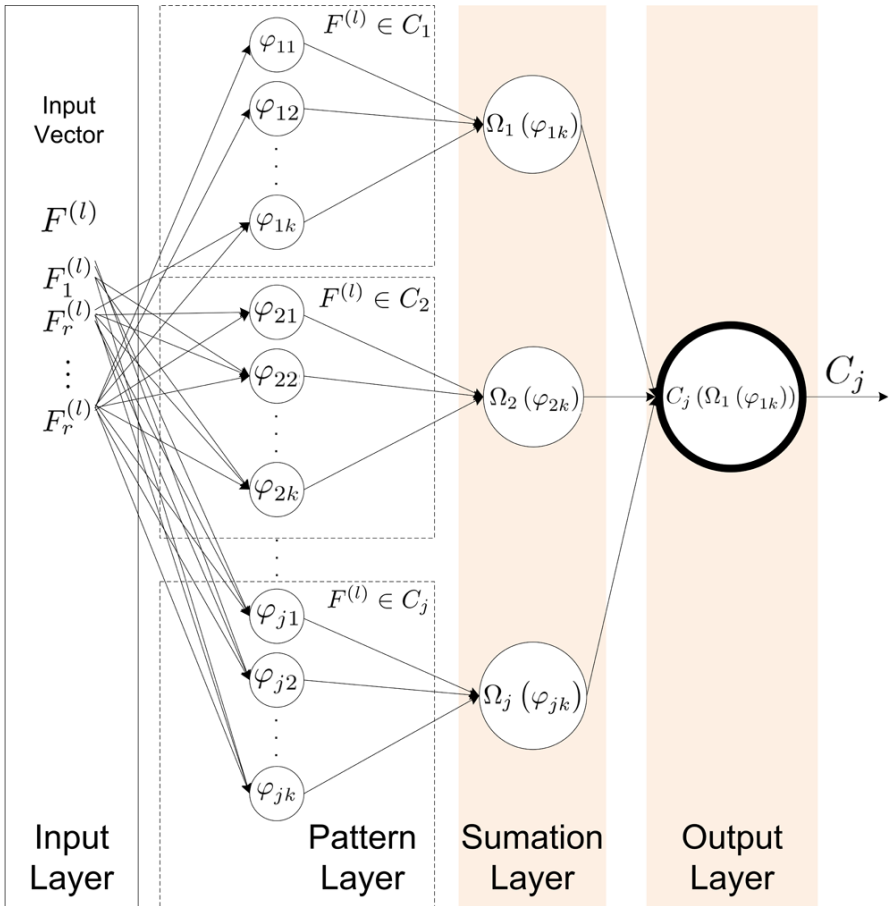 Input
Vector
F^{(l)}
F_1^{(l)}
F_r^{(l)}
⋮
F_r^{(l)}
F^{(l)} ∈ C_1
φ_{11}
φ_{12}
φ_{1k}
F^{(l)} ∈ C_2
φ_{21}
φ_{22}
φ_{2k}
F^{(l)} ∈ C_j
φ_{j1}
φ_{j2}
φ_{jk}
Ω_1 (φ_{1k})
Ω_2 (φ_{2k})
Ω_j (φ_{jk})
C_j (Ω_1 (φ_{1k}))
C_j
Input
Layer
Pattern
Layer
Sumation
Layer
Output
Layer